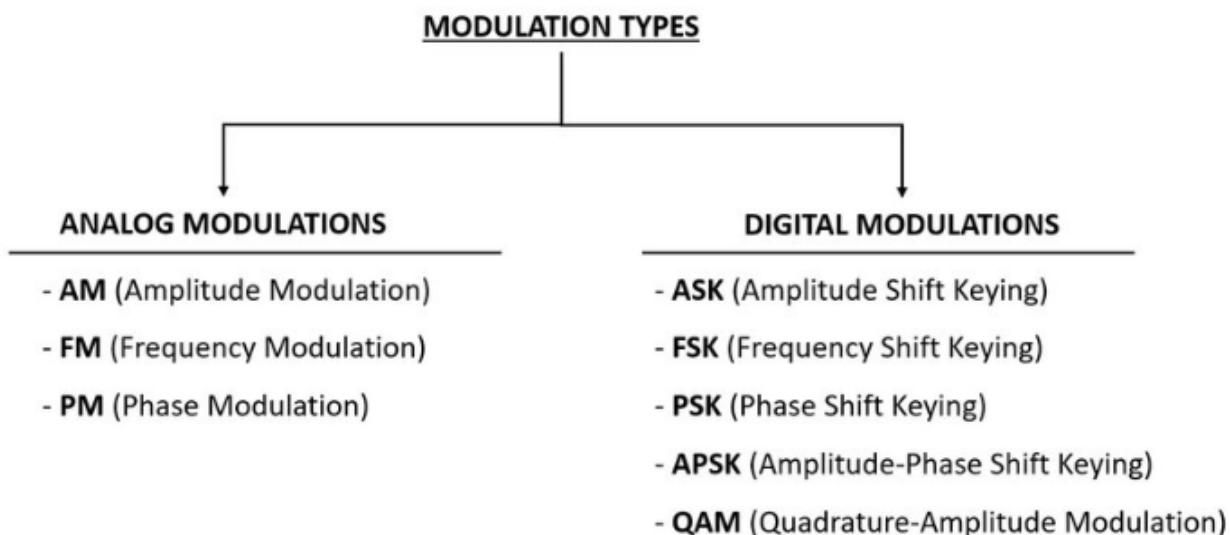 MODULATION TYPES
ANALOG MODULATIONS
- AM (Amplitude Modulation)
- FM (Frequency Modulation)
- PM (Phase Modulation)
DIGITAL MODULATIONS
- ASK (Amplitude Shift Keying)
- FSK (Frequency Shift Keying)
- PSK (Phase Shift Keying)
- APSK (Amplitude-Phase Shift Keying)
- QAM (Quadrature-Amplitude Modulation)